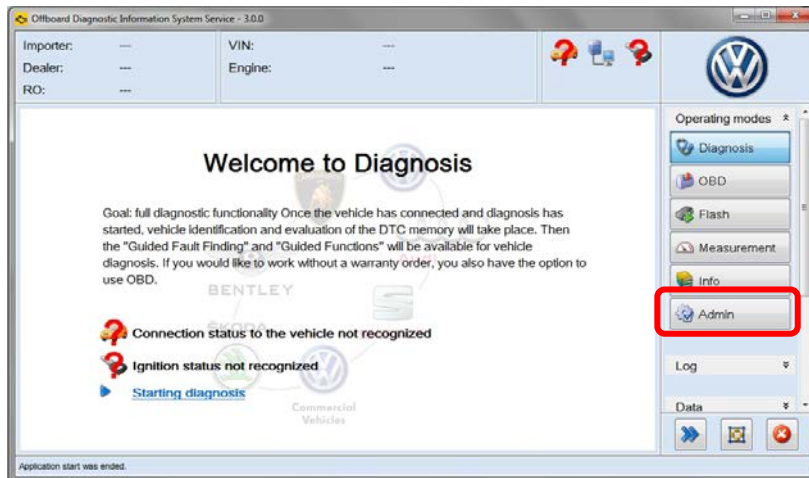 Offboard Diagnostic Information System Service - 3.0.0
Importer: ---
Dealer: ---
RO: ---
VIN: ---
Engine: ---
Welcome to Diagnosis
Goal: full diagnostic functionality Once the vehicle has connected and diagnosis has
started, vehicle identification and evaluation of the DTC memory will take place. Then
the "Guided Fault Finding" and "Guided Functions" will be available for vehicle
diagnosis. If you would like to work without a warranty order, you also have the option to
use OBD.
BENTLEY
ŠKODA
Connection status to the vehicle not recognized
Ignition status not recognized
Starting diagnosis
Commercial
Vehicles
Operating modes
Diagnosis
OBD
Flash
Measurement
Info
Admin
Log
Data
Application start was ended.